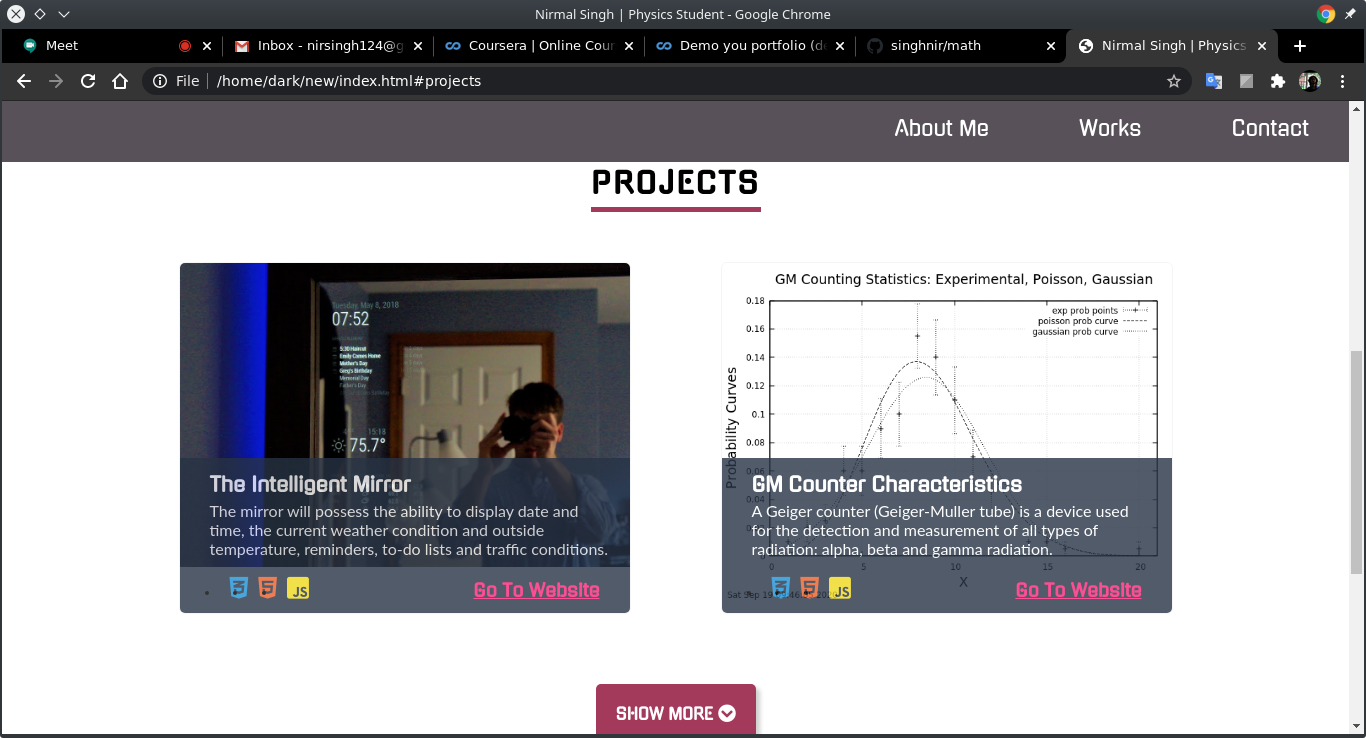 Nirmal Singh | Physics Student - Google Chrome
Meet
Inbox - nirsingh124@g
Coursera | Online Cour
Demo you portfolio (de
singhnir/math
Nirmal Singh | Physics
File
/home/dark/new/index.html#projects
About Me
Works
Contact
PROJECTS
Tuesday, May 8, 2018
07:52
5:30 Haircut
Emily Comes Home
Mother's Day
Greg's Birthday
Memorial Day
Father's Day
15:18
75.7°
The Intelligent Mirror
The mirror will possess the ability to display date and
time, the current weather condition and outside
temperature, reminders, to-do lists and traffic conditions.
JS
Go To Website
GM Counting Statistics: Experimental, Poisson, Gaussian
0.18
exp prob points
poisson prob curve
gaussian prob curve
0.16
0.14
0.12
0.1
0.08
0.06
0.04
Probability Curves
GM Counter Characteristics
A Geiger counter (Geiger-Muller tube) is a device used
for the detection and measurement of all types of
radiation: alpha, beta and gamma radiation.
0
5
10
15
20
X
Sat Sep 19
JS
Go To Website
SHOW MORE